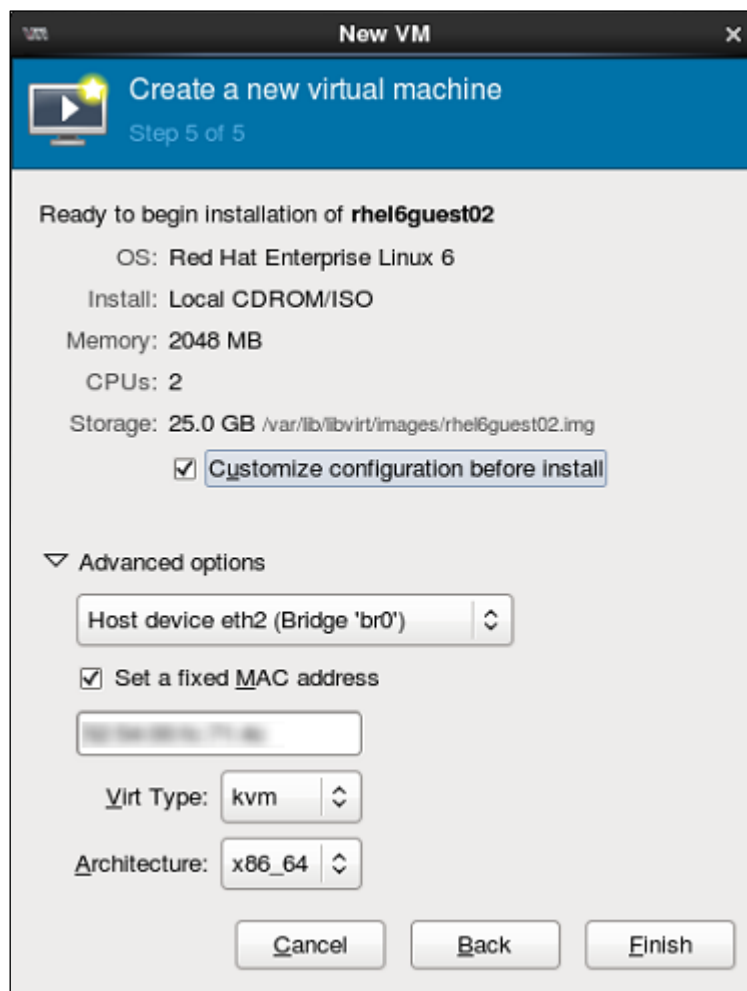 New VM
Create a new virtual machine
Step 5 of 5
Ready to begin installation of rhel6guest02
OS: Red Hat Enterprise Linux 6
Install: Local CDROM/ISO
Memory: 2048 MB
CPUs: 2
Storage: 25.0 GB /var/lib/libvirt/images/rhel6guest02.img
Customize configuration before install
Advanced options
Host device eth2 (Bridge 'br0')
Set a fixed MAC address
Virt Type: kvm
Architecture: x86_64
Cancel Back Finish